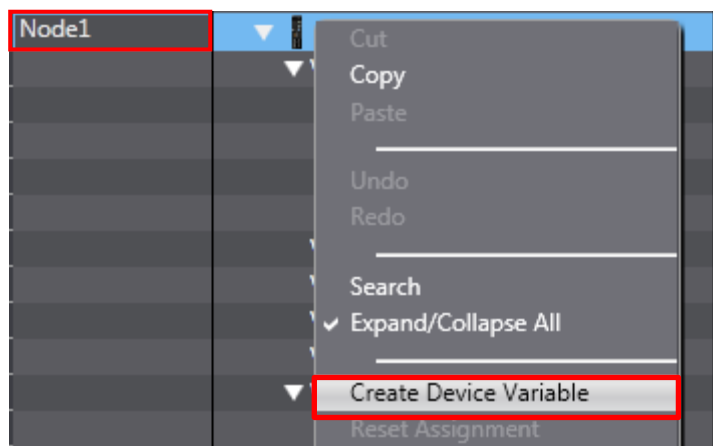 Node1
Cut
Copy
Paste
Undo
Redo
Search
Expand/Collapse All
Create Device Variable
Reset Assignment